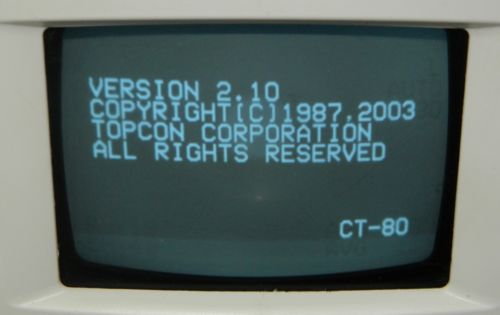 VERSION 2.10
COPYRIGHT(C)1987.2003
TOPCON CORPORATION
ALL RIGHTS RESERVED
CT-80